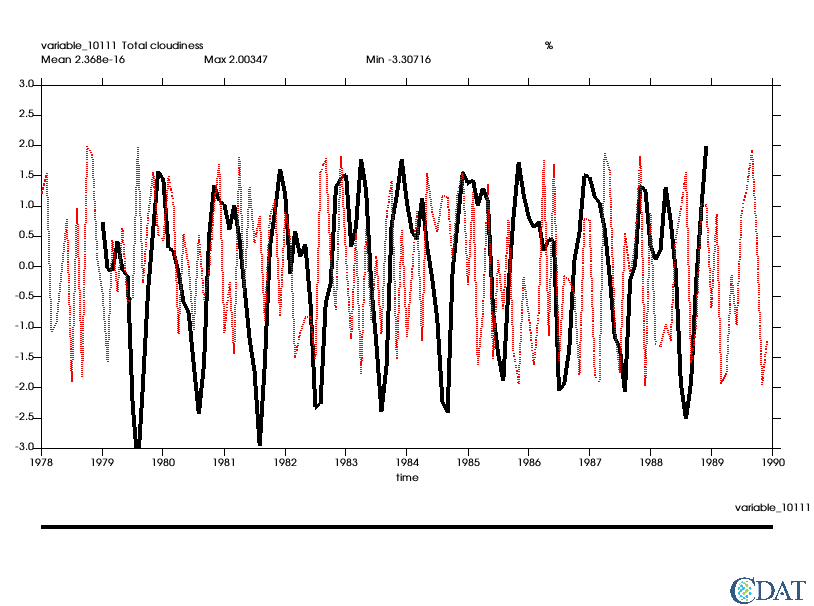 variable_10111 Total cloudiness %
Mean 2.368e-16 Max 2.00347 Min -3.30716
3.0
2.5
2.0
1.5
1.0
0.5
0.0
-0.5
-1.0
-1.5
-2.0
-2.5
-3.0
1978 1979 1980 1981 1982 1983 1984 1985 1986 1987 1988 1989 1990
time
variable_10111
CDAT